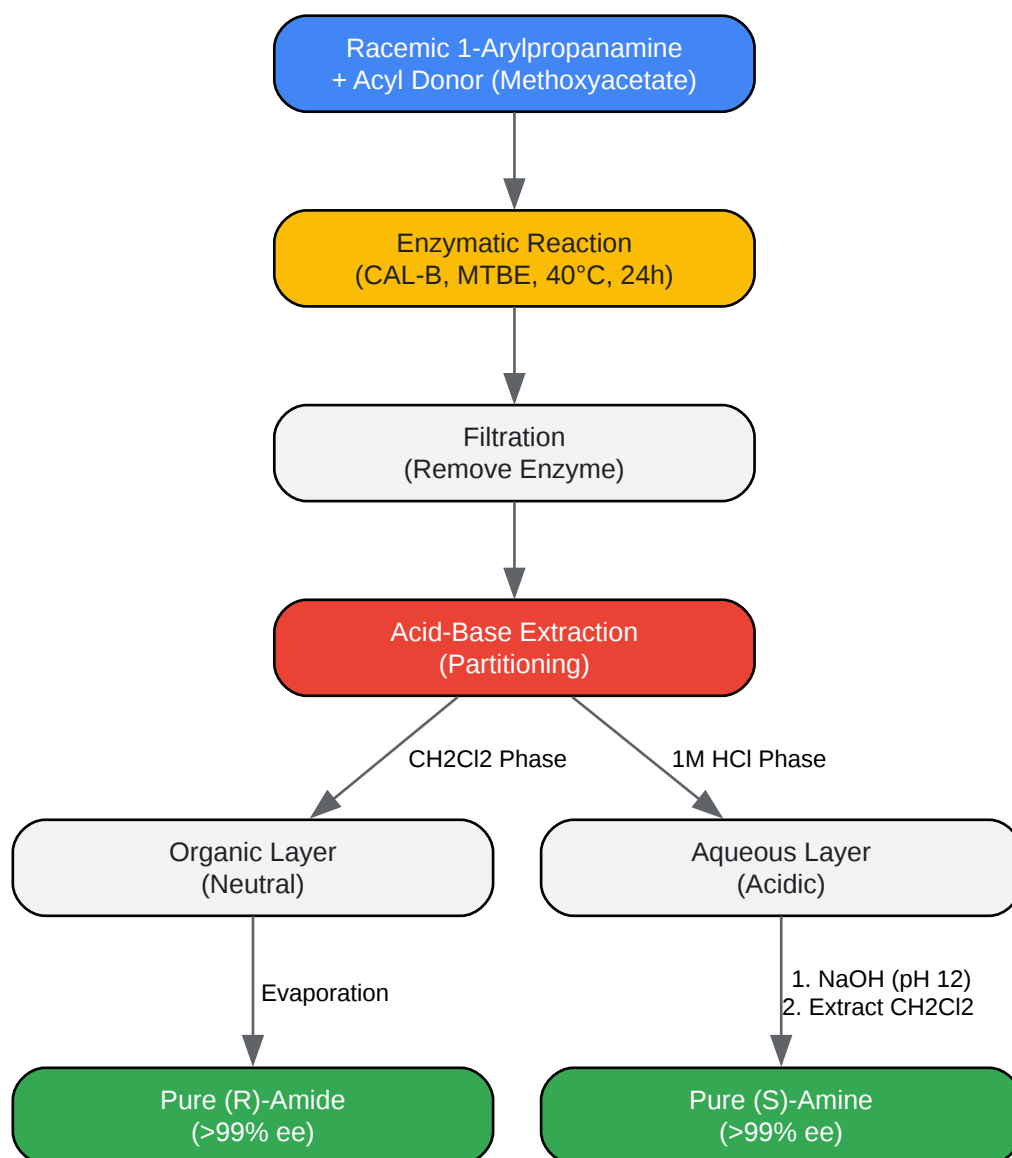 Racemic 1-Arylpropanamine
+ Acyl Donor (Methoxyacetate)
Enzymatic Reaction
(CAL-B, MTBE, 40°C, 24h)
Filtration
(Remove Enzyme)
Acid-Base Extraction
(Partitioning)
CH2Cl2 Phase
1M HCl Phase
Organic Layer
(Neutral)
Aqueous Layer
(Acidic)
Evaporation
1. NaOH (pH 12)
2. Extract CH2Cl2
Pure (R)-Amide
(>99% ee)
Pure (S)-Amine
(>99% ee)